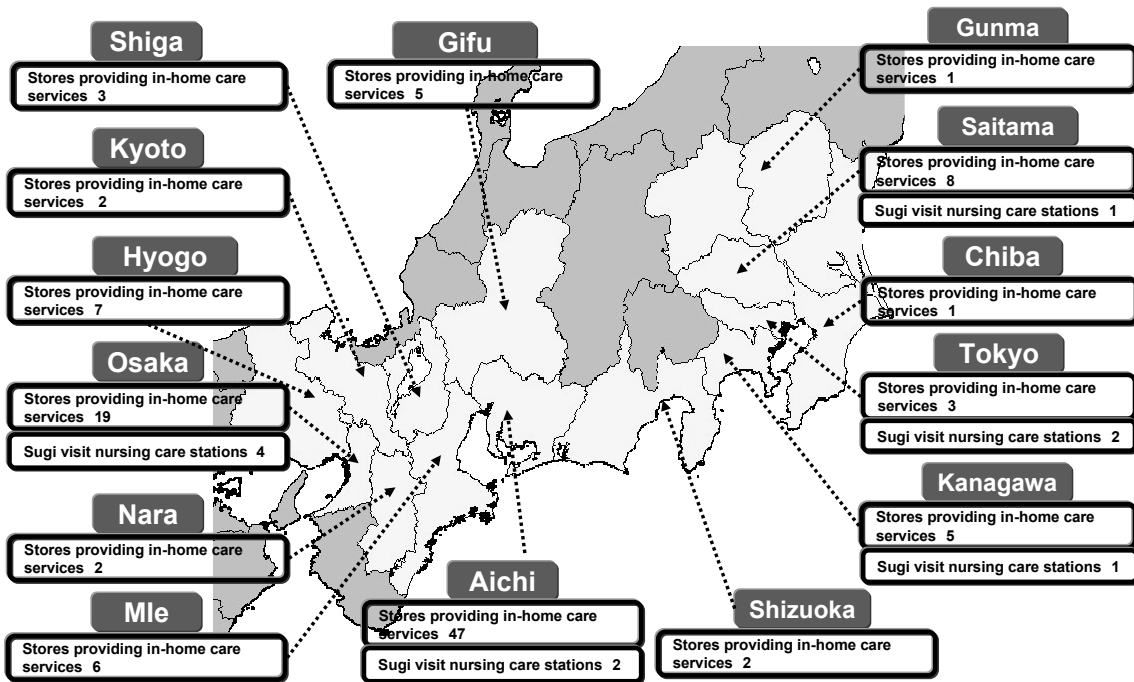 Shiga
Stores providing in-home care
services 3
Gifu
Stores providing in-home care
services 5
Gunma
Stores providing in-home care
services 1
Kyoto
Stores providing in-home care
services 2
Saitama
Stores providing in-home care
services 8
Sugi visit nursing care stations 1
Hyogo
Stores providing in-home care
services 7
Chiba
Stores providing in-home care
services 1
Osaka
Stores providing in-home care
services 19
Sugi visit nursing care stations 4
Tokyo
Stores providing in-home care
services 3
Sugi visit nursing care stations 2
Nara
Stores providing in-home care
services 2
Kanagawa
Stores providing in-home care
services 5
Sugi visit nursing care stations 1
Mle
Stores providing in-home care
services 6
Aichi
Stores providing in-home care
services 47
Sugi visit nursing care stations 2
Shizuoka
Stores providing in-home care
services 2